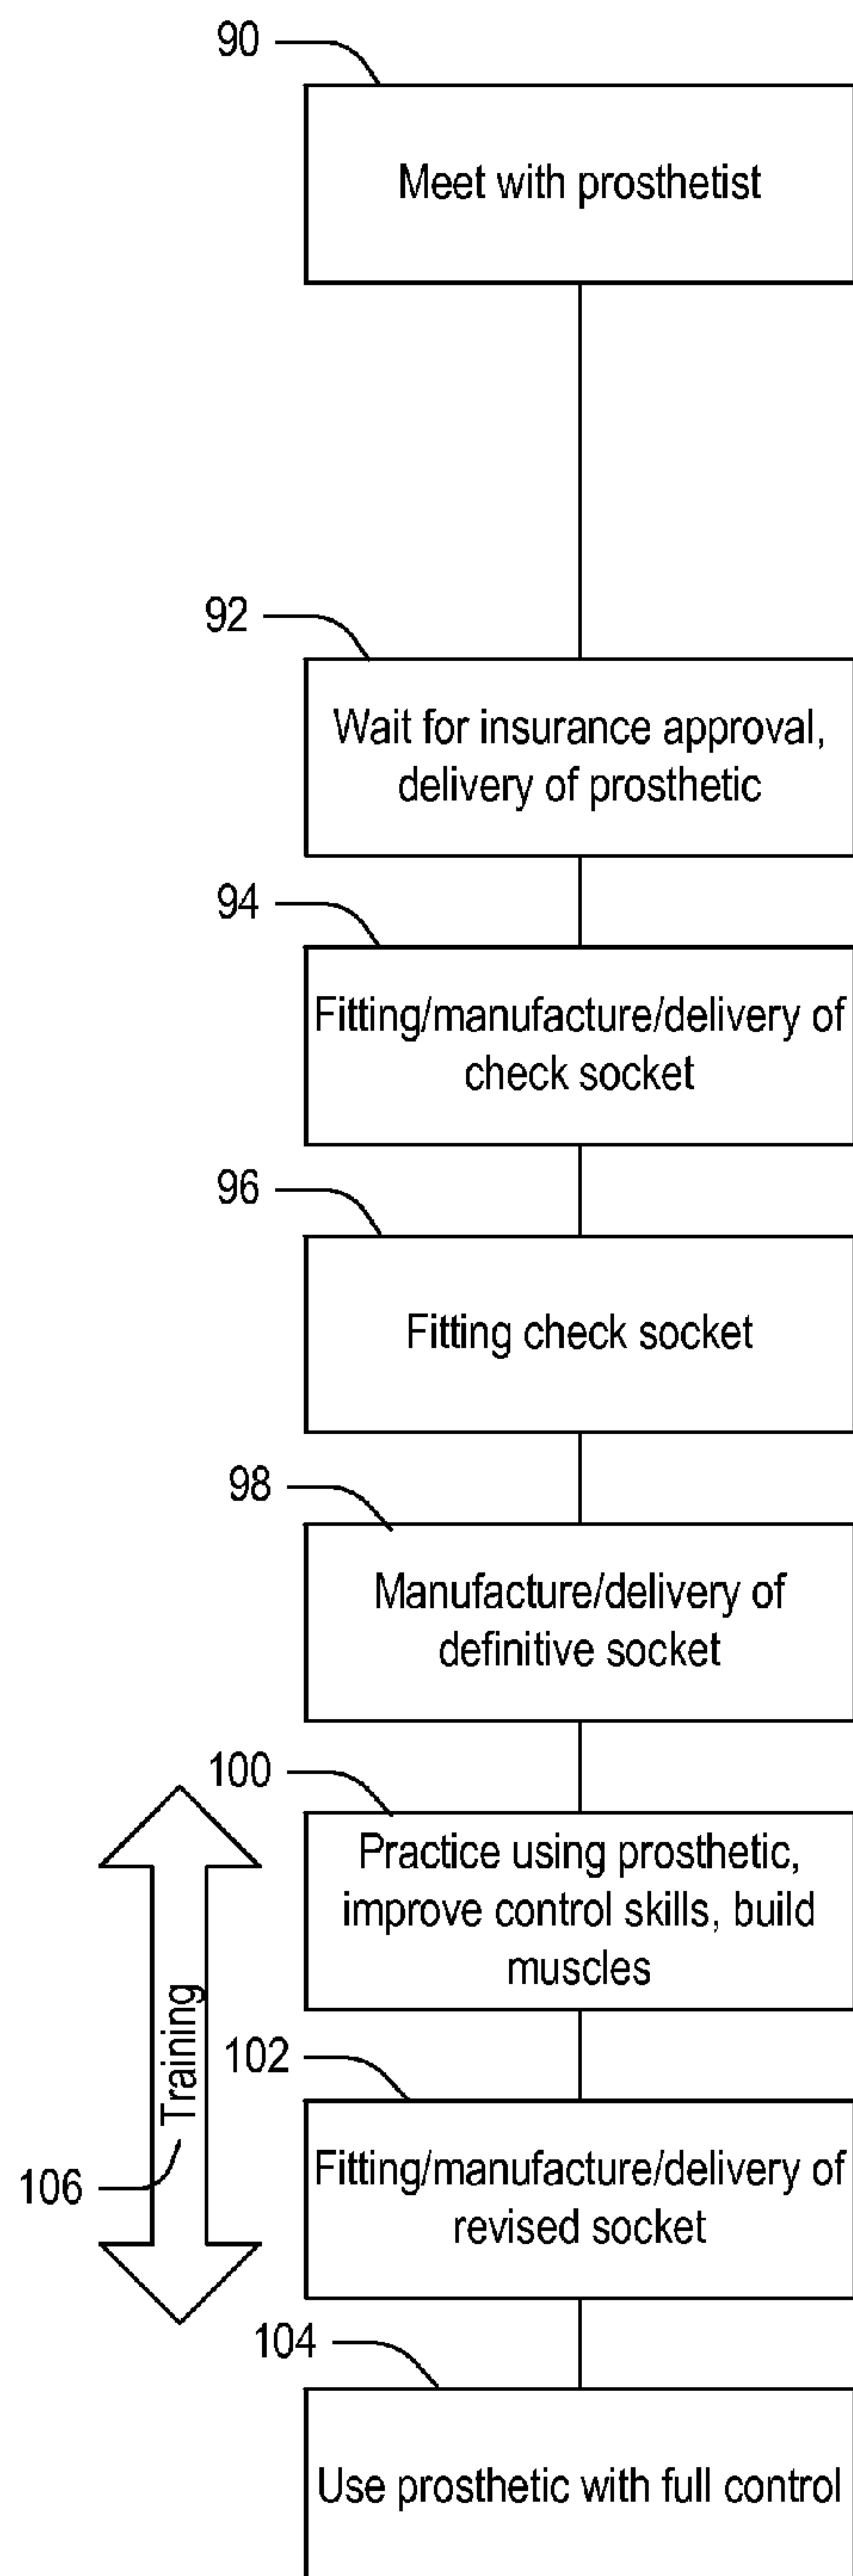 90
Meet with prosthetist
92
Wait for insurance approval,
delivery of prosthetic
94
Fitting/manufacture/delivery of
check socket
96
Fitting check socket
98
Manufacture/delivery of
definitive socket
100
Practice using prosthetic,
improve control skills, build
muscles
Training
102
106
Fitting/manufacture/delivery of
revised socket
104
Use prosthetic with full control